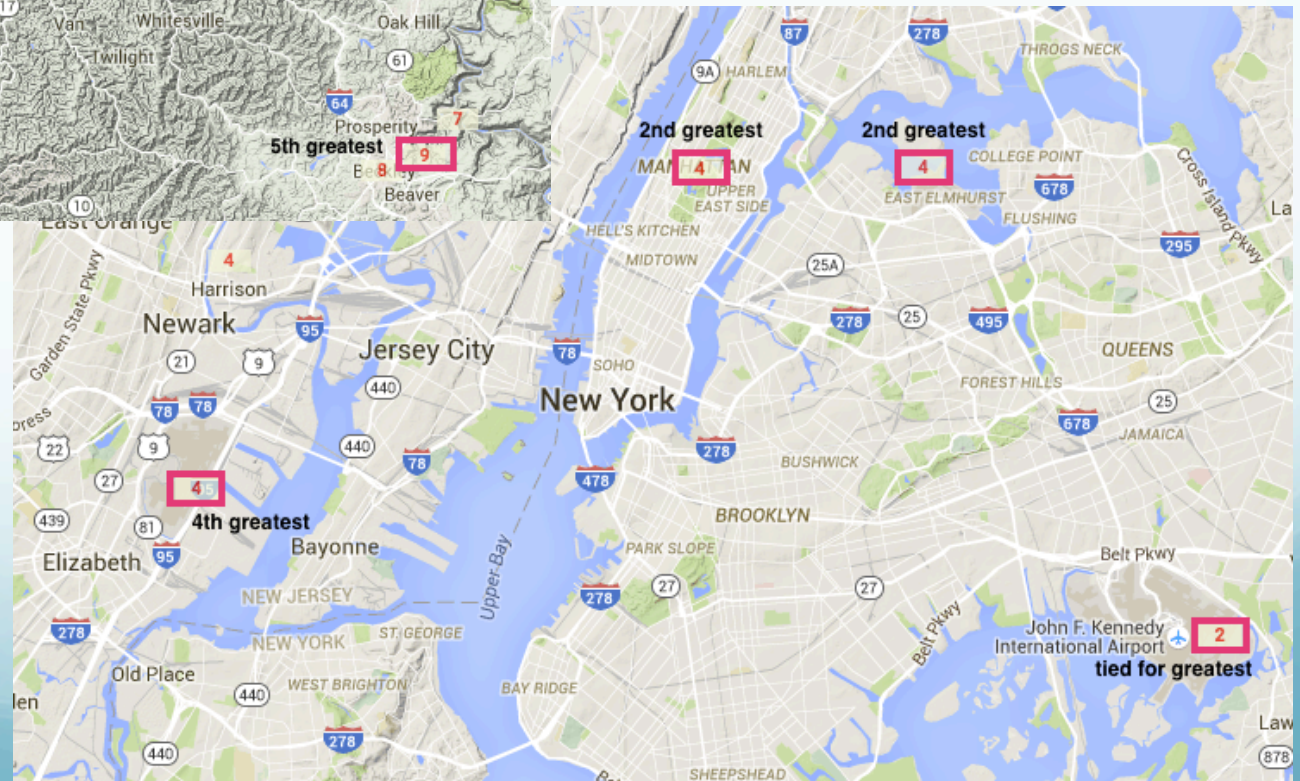 17
Van
Whitesville
Oak Hill
Twilight
61
64
7
Prosperity
5th greatest
9
8
Beaver
10
87
278
THROGS NECK
9A
HARLEM
2nd greatest
2nd greatest
MANHATTAN
4
4
COLLEGE POINT
678
UPPER
EAST SIDE
EAST ELMHURST
FLUSHING
Cross Island Pkwy
La
HELL'S KITCHEN
295
MIDTOWN
25A
East Orange
4
Harrison
Garden State Pkwy
Newark
95
21
9
Jersey City
440
78
SOHO
278
25
495
QUEENS
FOREST HILLS
New York
25
78
78
22
9
440
78
278
678
JAMAICA
478
BUSHWICK
27
4
4th greatest
439
81
95
Elizabeth
Bayonne
BROOKLYN
Upper Bay
PARK SLOPE
27
278
27
Belt Pkwy
NEW JERSEY
NEW YORK
ST. GEORGE
278
Belt Pkwy
John F. Kennedy
International Airport
2
tied for greatest
Old Place
440
WEST BRIGHTON
BAY RIDGE
278
440
Law
878
SHEEPSHEAD